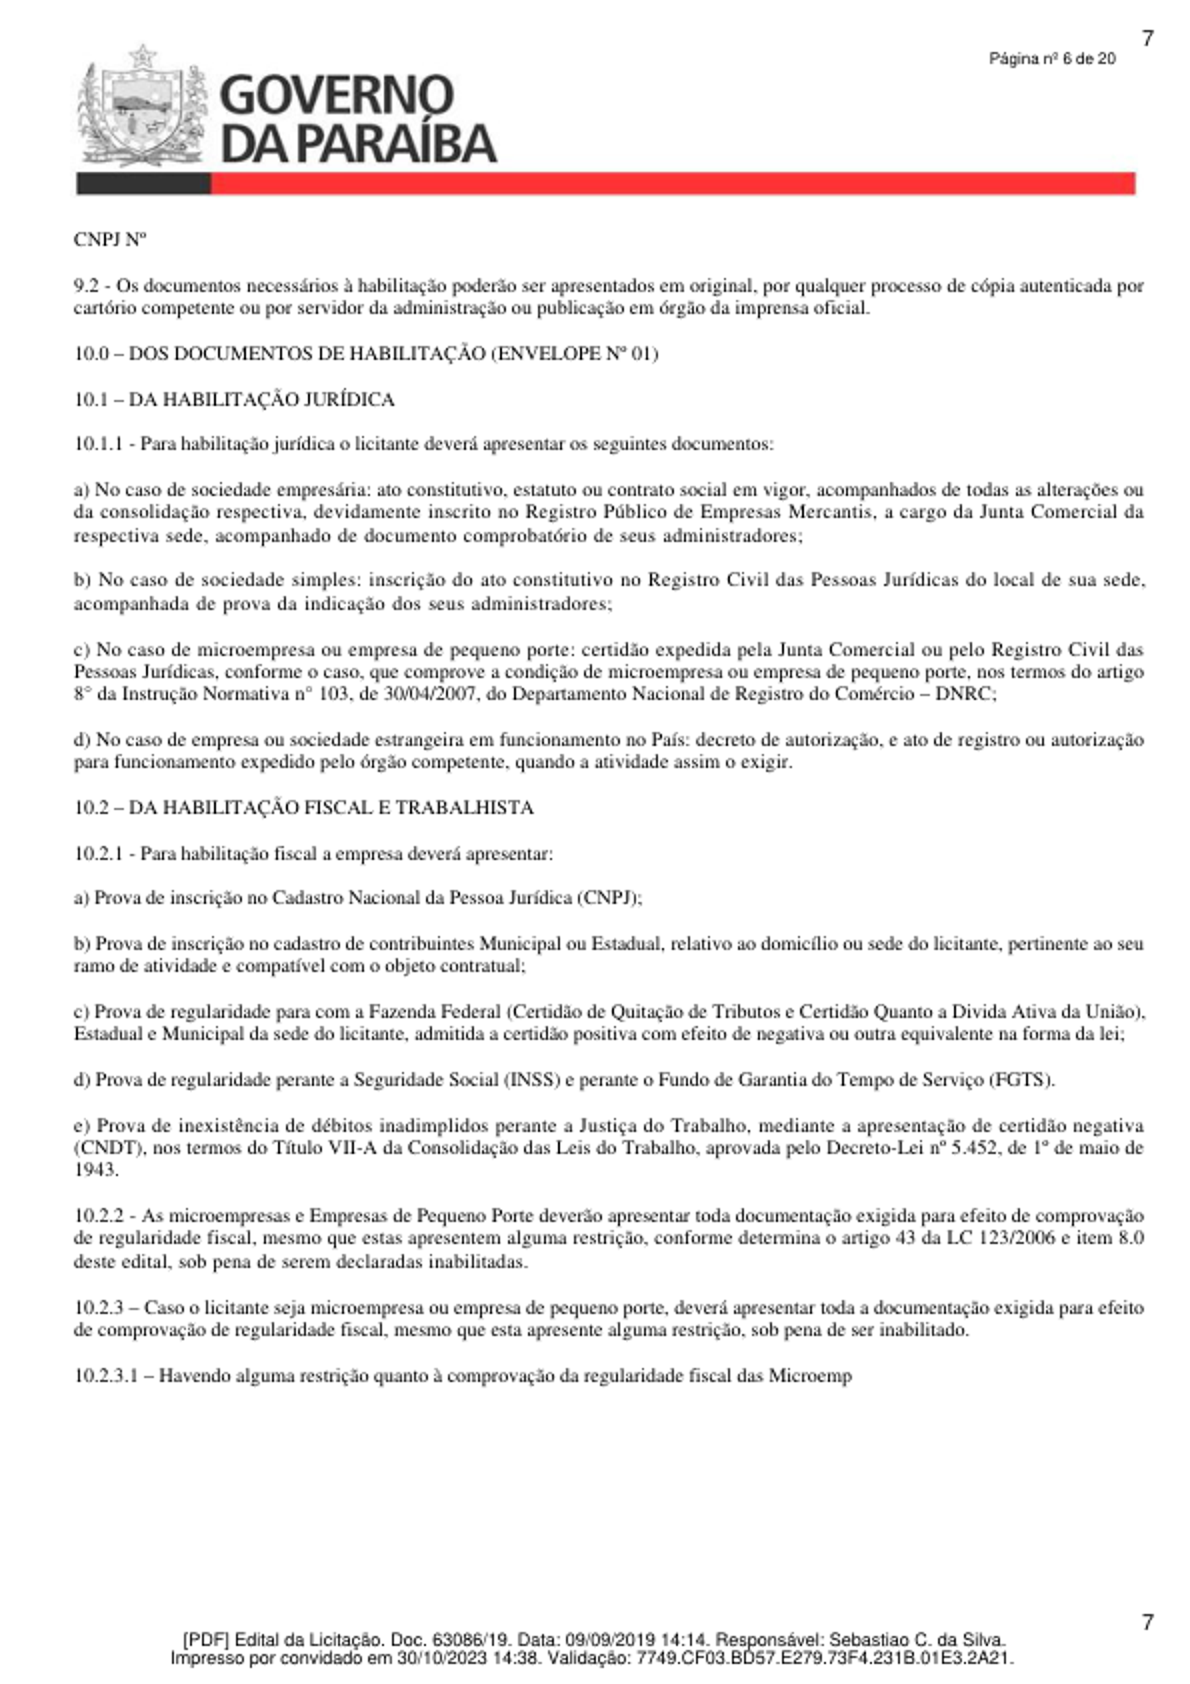 7
Página nº 6 de 20
GOVERNO
DA PARAÍBA
CNPJ Nº
9.2 - Os documentos necessários à habilitação poderão ser apresentados em original, por qualquer processo de cópia autenticada por
cartório competente ou por servidor da administração ou publicação em órgão da imprensa oficial.
10.0 – DOS DOCUMENTOS DE HABILITAÇÃO (ENVELOPE Nº 01)
10.1 – DA HABILITAÇÃO JURÍDICA
10.1.1 - Para habilitação jurídica o licitante deverá apresentar os seguintes documentos:
a) No caso de sociedade empresária: ato constitutivo, estatuto ou contrato social em vigor, acompanhados de todas as alterações ou
da consolidação respectiva, devidamente inscrito no Registro Público de Empresas Mercantis, a cargo da Junta Comercial da
respectiva sede, acompanhado de documento comprobatório de seus administradores;
b) No caso de sociedade simples: inscrição do ato constitutivo no Registro Civil das Pessoas Jurídicas do local de sua sede,
acompanhada de prova da indicação dos seus administradores;
c) No caso de microempresa ou empresa de pequeno porte: certidão expedida pela Junta Comercial ou pelo Registro Civil das
Pessoas Jurídicas, conforme o caso, que comprove a condição de microempresa ou empresa de pequeno porte, nos termos do artigo
8° da Instrução Normativa n° 103, de 30/04/2007, do Departamento Nacional de Registro do Comércio – DNRC;
d) No caso de empresa ou sociedade estrangeira em funcionamento no País: decreto de autorização, e ato de registro ou autorização
para funcionamento expedido pelo órgão competente, quando a atividade assim o exigir.
10.2 – DA HABILITAÇÃO FISCAL E TRABALHISTA
10.2.1 - Para habilitação fiscal a empresa deverá apresentar:
a) Prova de inscrição no Cadastro Nacional da Pessoa Jurídica (CNPJ);
b) Prova de inscrição no cadastro de contribuintes Municipal ou Estadual, relativo ao domicílio ou sede do licitante, pertinente ao seu
ramo de atividade e compatível com o objeto contratual;
c) Prova de regularidade para com a Fazenda Federal (Certidão de Quitação de Tributos e Certidão Quanto a Divida Ativa da União),
Estadual e Municipal da sede do licitante, admitida a certidão positiva com efeito de negativa ou outra equivalente na forma da lei;
d) Prova de regularidade perante a Seguridade Social (INSS) e perante o Fundo de Garantia do Tempo de Serviço (FGTS).
e) Prova de inexistência de débitos inadimplidos perante a Justiça do Trabalho, mediante a apresentação de certidão negativa
(CNDT), nos termos do Título VII-A da Consolidação das Leis do Trabalho, aprovada pelo Decreto-Lei nº 5.452, de 1º de maio de
1943.
10.2.2 - As microempresas e Empresas de Pequeno Porte deverão apresentar toda documentação exigida para efeito de comprovação
de regularidade fiscal, mesmo que estas apresentem alguma restrição, conforme determina o artigo 43 da LC 123/2006 e item 8.0
deste edital, sob pena de serem declaradas inabilitadas.
10.2.3 – Caso o licitante seja microempresa ou empresa de pequeno porte, deverá apresentar toda a documentação exigida para efeito
de comprovação de regularidade fiscal, mesmo que esta apresente alguma restrição, sob pena de ser inabilitado.
10.2.3.1 – Havendo alguma restrição quanto à comprovação da regularidade fiscal das Microemp
7
[PDF] Edital da Licitação. Doc. 63086/19. Data: 09/09/2019 14:14. Responsável: Sebastiao C. da Silva.
Impresso por convidado em 30/10/2023 14:38. Validação: 7749.CF03.BD57.E279.73F4.231B.01E3.2A21.